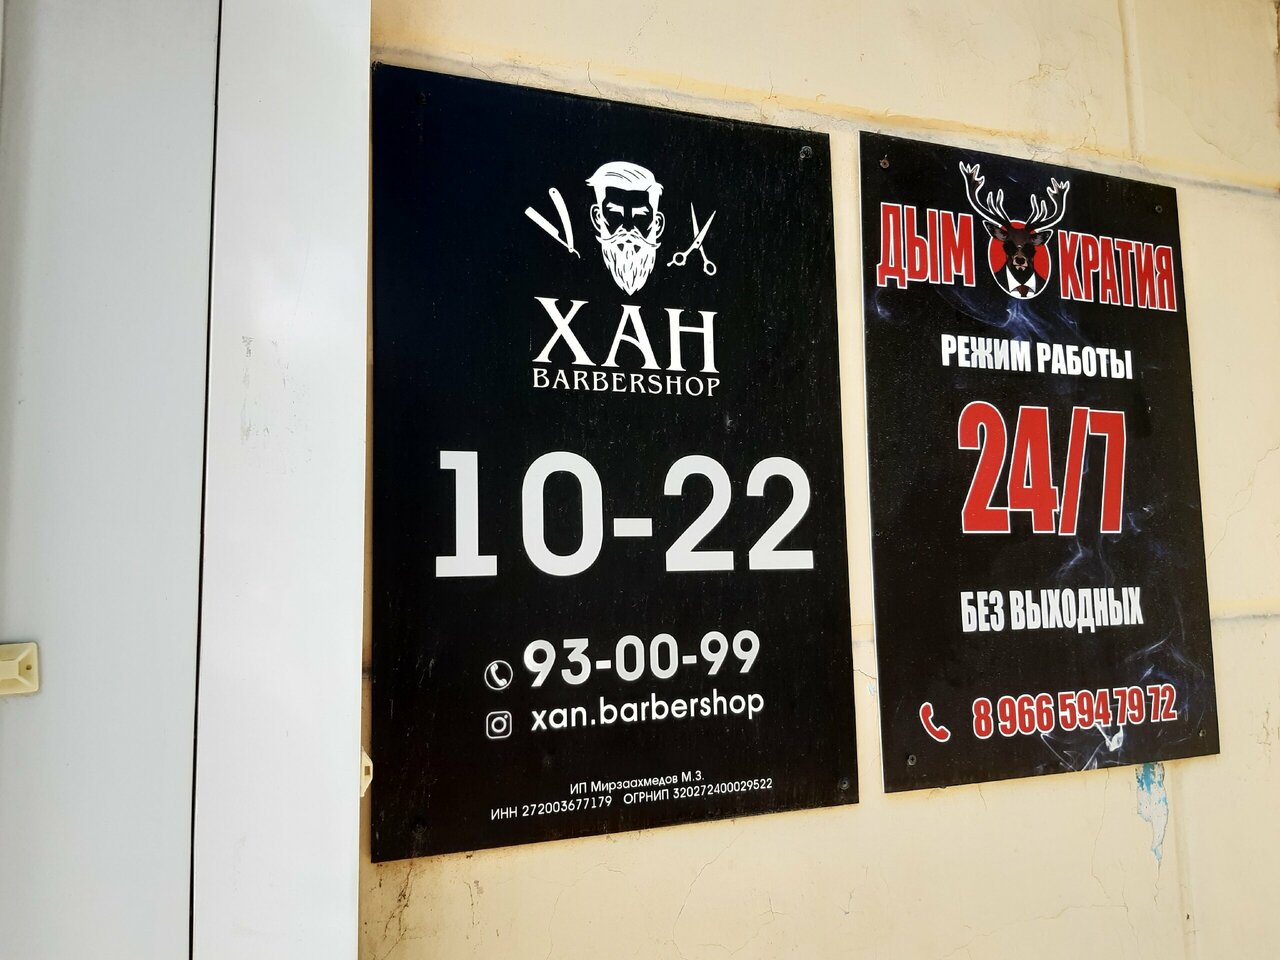 ХАН
BARBERSHOP
10-22
93-00-99
xan.barbershop
ИП Мирзаахмедов М.З.
ИНН 272003677179 ОГРНИП 320272400029522
ДЫМ КРАТИЯ
РЕЖИМ РАБОТЫ
24/7
БЕЗ ВЫХОДНЫХ
8 966 594 79 72